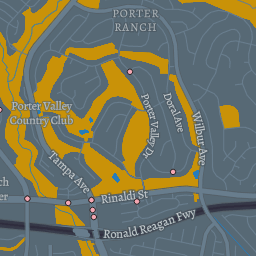 PORTER
RANCH
Porter Valley
Country Club
Porter Valley Dr
Doral Ave
Wilbur Ave
Tampa Ave
Rinaldi St
Ronald Reagan Fwy